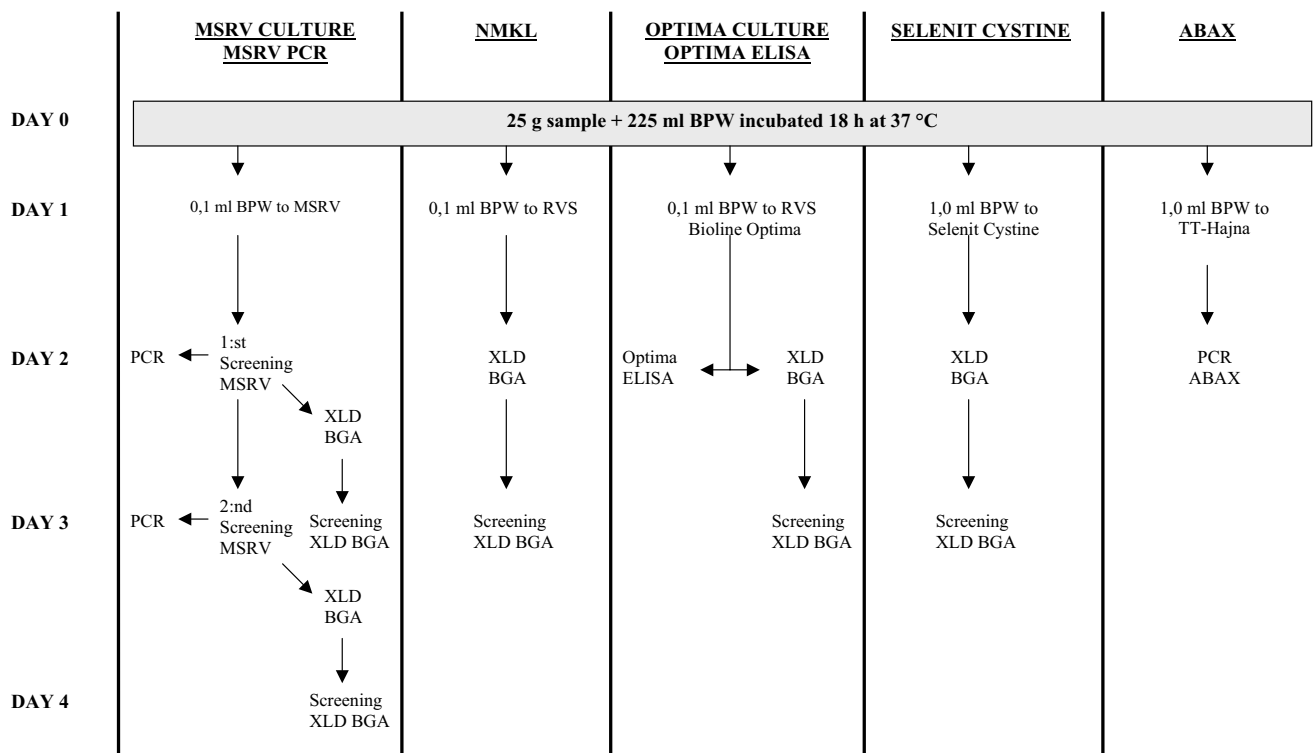 MSRV CULTURE
MSRV PCR
NMKL
OPTIMA CULTURE
OPTIMA ELISA
SELENIT CYSTINE
ABAX
DAY 0
25 g sample + 225 ml BPW incubated 18 h at 37 °C
DAY 1
0,1 ml BPW to MSRV
0,1 ml BPW to RVS
0,1 ml BPW to RVS
Bioline Optima
1,0 ml BPW to
Selenit Cystine
1,0 ml BPW to
TT-Hajna
DAY 2
PCR
1:st
Screening
MSRV
XLD
BGA
XLD
BGA
Optima
ELISA
XLD
BGA
XLD
BGA
PCR
ABAX
DAY 3
PCR
2:nd
Screening
MSRV
Screening
XLD BGA
XLD
BGA
Screening
XLD BGA
Screening
XLD BGA
Screening
XLD BGA
DAY 4
Screening
XLD BGA